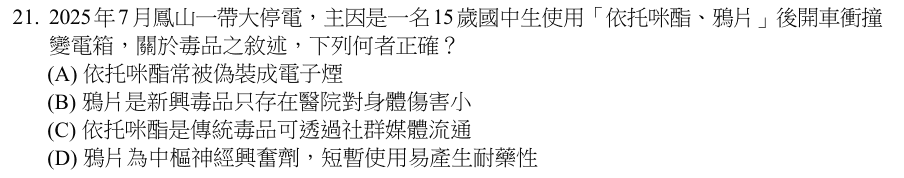 21. 2025年7月鳳山一帶大停電，主因是一名15歲國中生使用「依托咪酯、鴉片」後開車衝撞
變電箱，關於毒品之敘述，下列何者正確？
(A) 依托咪酯常被偽裝成電子煙
(B) 鴉片是新興毒品只存在醫院對身體傷害小
(C) 依托咪酯是傳統毒品可透過社群媒體流通
(D) 鴉片為中樞神經興奮劑，短暫使用易產生耐藥性